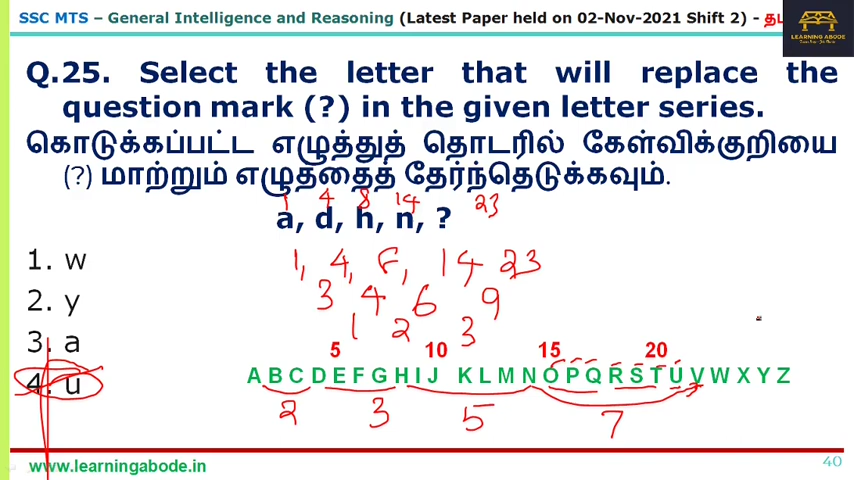 SSC MTS – General Intelligence and Reasoning (Latest Paper held on 02-Nov-2021 Shift 2) -
LEARNING ABODE
Q.25. Select the letter that will replace the
question mark (?) in the given letter series.
கொடுக்கப்பட்ட எழுத்துத் தொடரில் கேள்விக்குறியை
(?) மாற்றும் எழுத்தைத் தேர்ந்தெடுக்கவும்.
1 4 8 14 23
a, d, h, n, ?
1. w
1, 4, 8, 14 23
2. y
3 4 6 9
1 2 3
3. a
5 10 15 20
4. u
A B C D E F G H I J K L M N O P Q R S T U V W X Y Z
2 3 5 7
www.learningabode.in
40